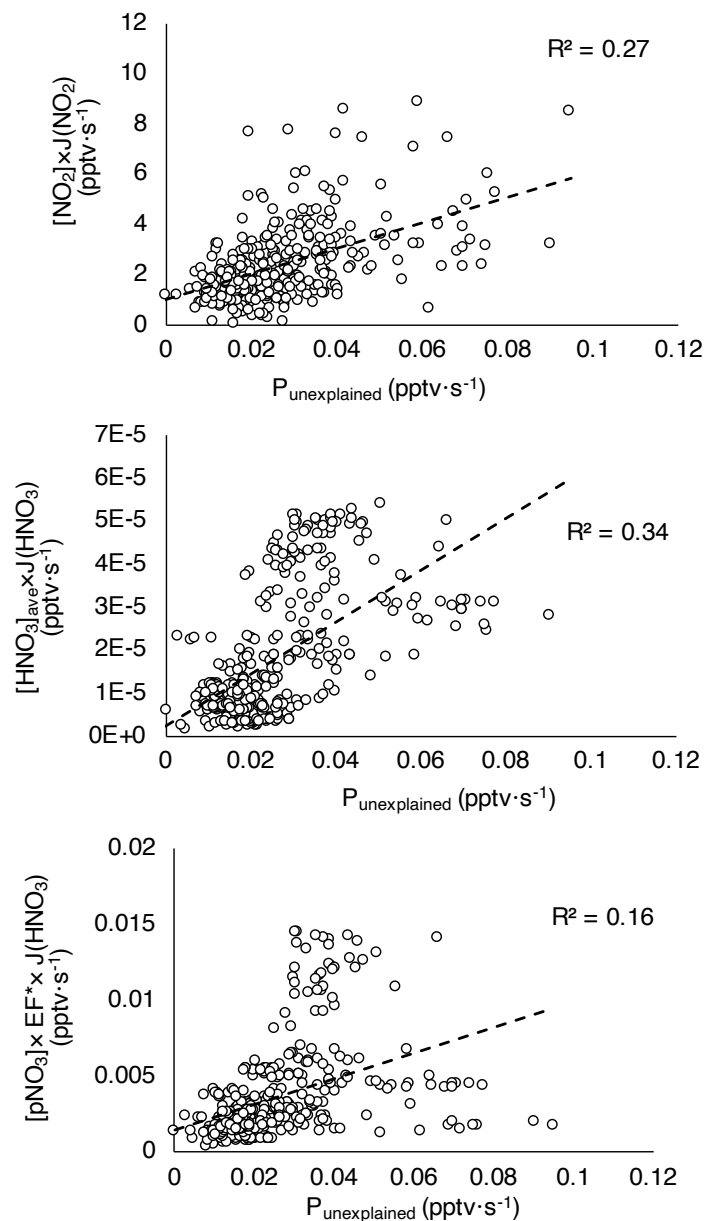 12
10
8
6
4
2
0
[NO₂]×J(NO₂)
(pptv·s⁻¹)
R² = 0.27
0 0.02 0.04 0.06 0.08 0.1 0.12
P_unexplained (pptv·s⁻¹)
7E-5
6E-5
5E-5
4E-5
3E-5
2E-5
1E-5
0E+0
[HNO₃]ave×J(HNO₃)
(pptv·s⁻¹)
R² = 0.34
0 0.02 0.04 0.06 0.08 0.1 0.12
P_unexplained (pptv·s⁻¹)
0.02
0.015
0.01
0.005
0
[pNO₃]× EF*× J(HNO₃)
(pptv·s⁻¹)
R² = 0.16
0 0.02 0.04 0.06 0.08 0.1 0.12
P_unexplained (pptv·s⁻¹)